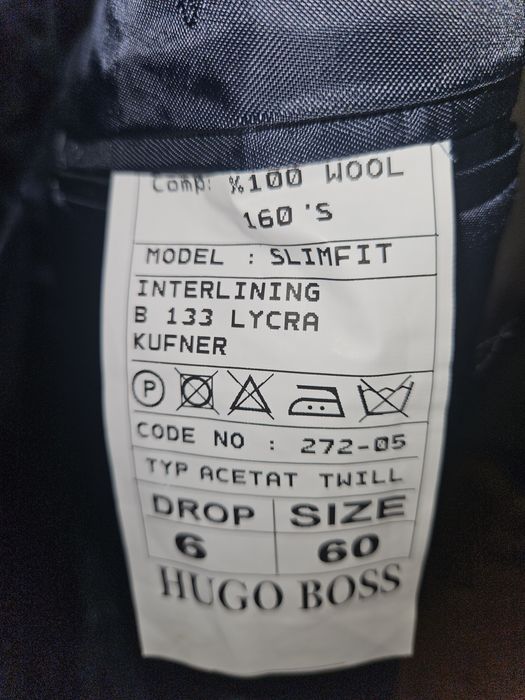 Comp: %100 WOOL
160'S
MODEL : SLIMFIT
INTERLINING
B 133 LYCRA
KUFNER
P
CODE NO : 272-05
TYP ACETAT TWILL
DROP SIZE
6 60
HUGO BOSS